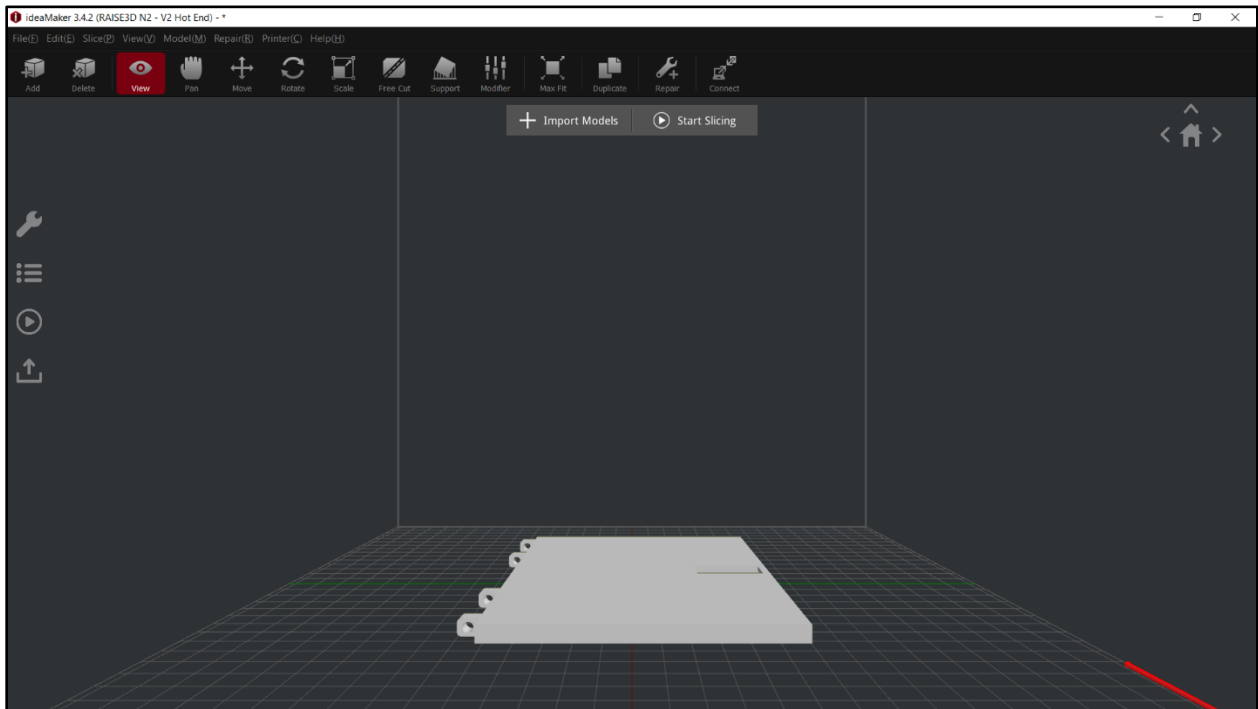 ideaMaker 3.4.2 (RAISE3D N2 - V2 Hot End) - *
File(F) Edit(E) Slice(P) View(V) Model(M) Repair(R) Printer(C) Help(H)
Add Delete View Pan Move Rotate Scale Free Cut Support Modifier Max Fit Duplicate Repair Connect
Import Models Start Slicing